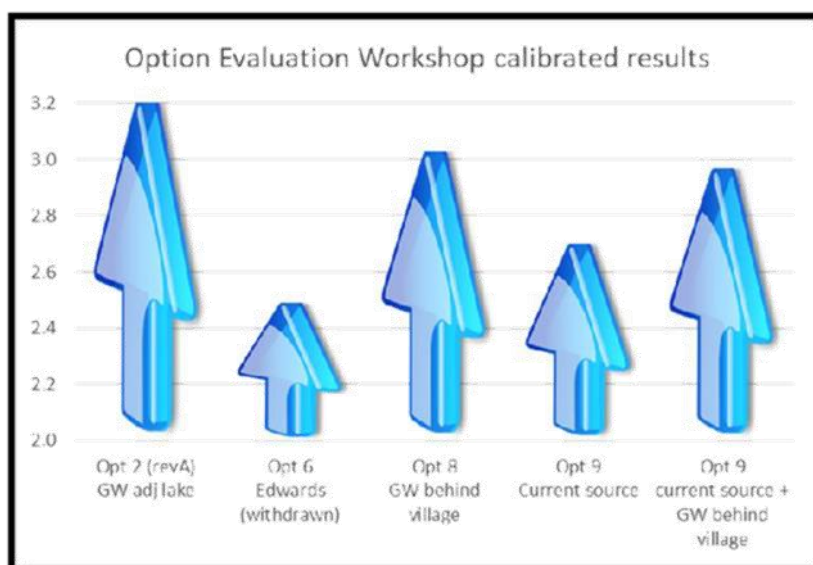 Option Evaluation Workshop calibrated results
3.2
3.0
2.8
2.6
2.4
2.2
2.0
Opt 2 (revA)
GW adj lake
Opt 6
Edwards
(withdrawn)
Opt 8
GW behind
village
Opt 9
Current source
Opt 9
current source +
GW behind
village